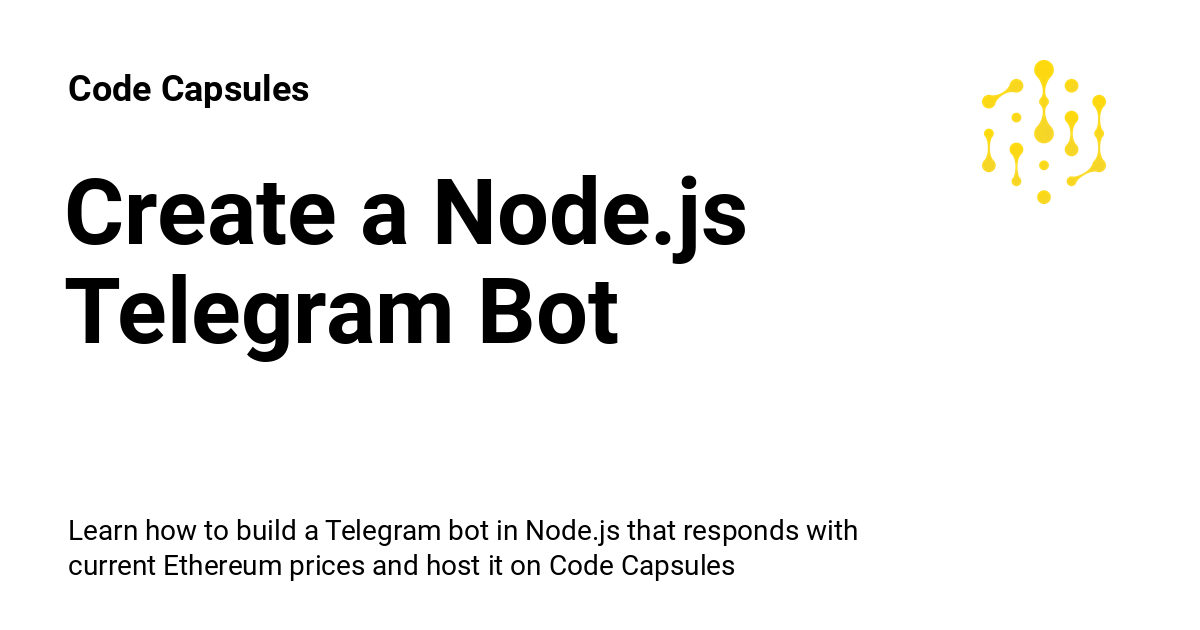 Code Capsules
Create a Node.js
Telegram Bot
Learn how to build a Telegram bot in Node.js that responds with
current Ethereum prices and host it on Code Capsules